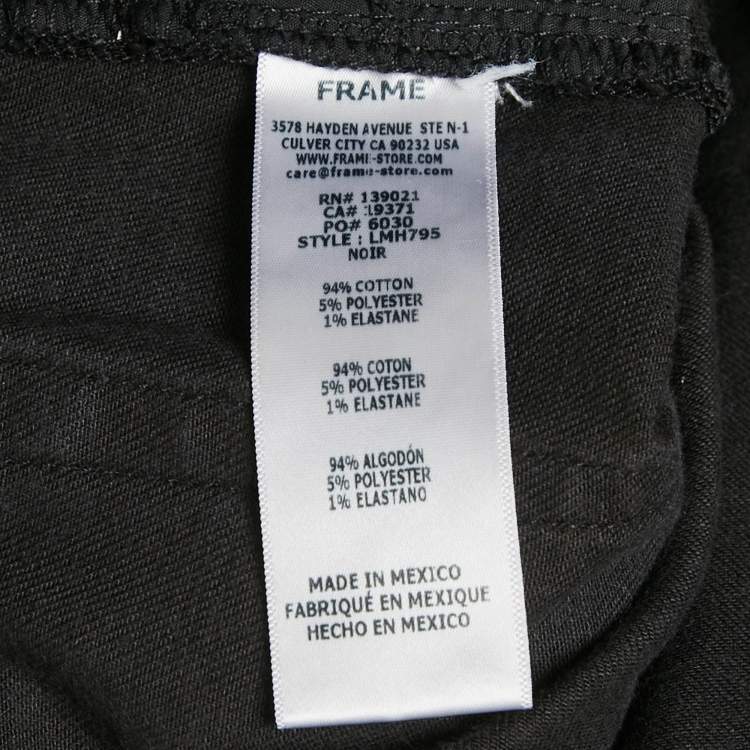 FRAME
3578 HAYDEN AVENUE STE N-1
CULVER CITY CA 90232 USA
WWW.FRAME-STORE.COM
care@frame-store.com
RN# 139021
CA# 19371
PO# 6030
STYLE : LMH795
NOIR
94% COTTON
5% POLYESTER
1% ELASTANE
94% COTON
5% POLYESTER
1% ELASTANE
94% ALGODÓN
5% POLYESTER
1% ELASTANO
MADE IN MEXICO
FABRIQUÉ EN MEXIQUE
HECHO EN MEXICO